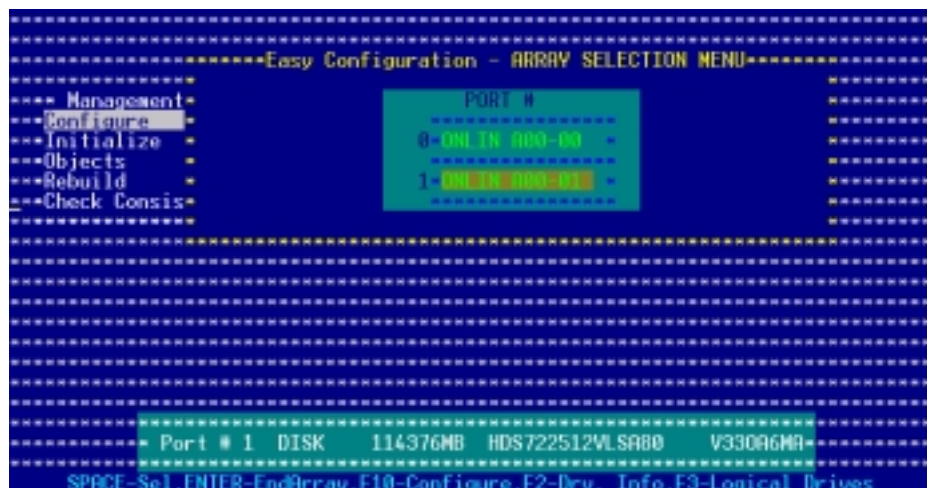 Easy Configuration - ARRAY SELECTION MENU
Management
Configure
Initialize
Objects
Rebuild
Check Consis
PORT #
0 ONLIN A00-00
1 ONLIN A00-01
Port # 1 DISK 114376MB HDS722512VLSA80 V33OA6MA
SPACE-Sel,ENTER-EndArray,F10-Configure,F2-Drv. Info,F3-Logical Drives